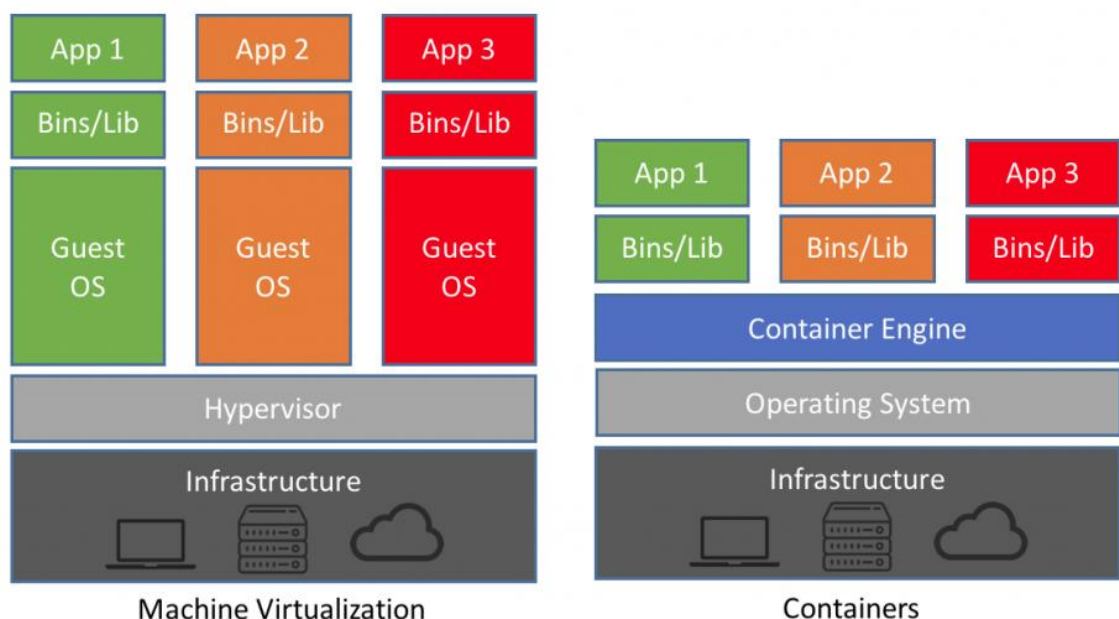 App 1
App 2
App 3
Bins/Lib
Bins/Lib
Bins/Lib
Guest
OS
Guest
OS
Guest
OS
Hypervisor
Infrastructure
Machine Virtualization
App 1
App 2
App 3
Bins/Lib
Bins/Lib
Bins/Lib
Container Engine
Operating System
Infrastructure
Containers